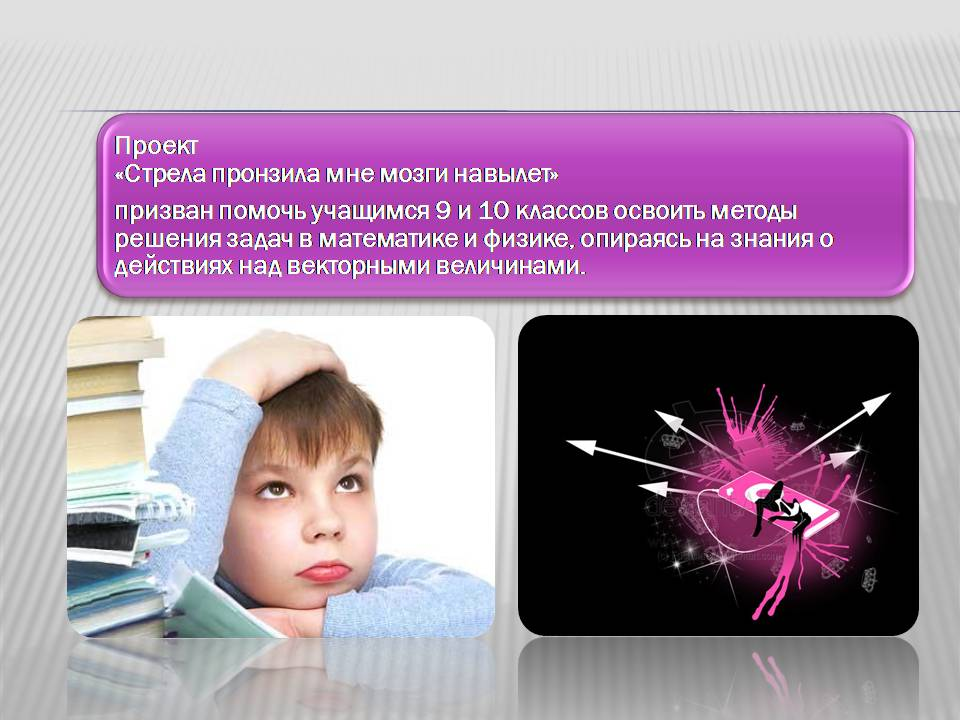 Проект
«Стрела пронзила мне мозги навылет»
призван помочь учащимся 9 и 10 классов освоить методы
решения задач в математике и физике, опираясь на знания о
действиях над векторными величинами.